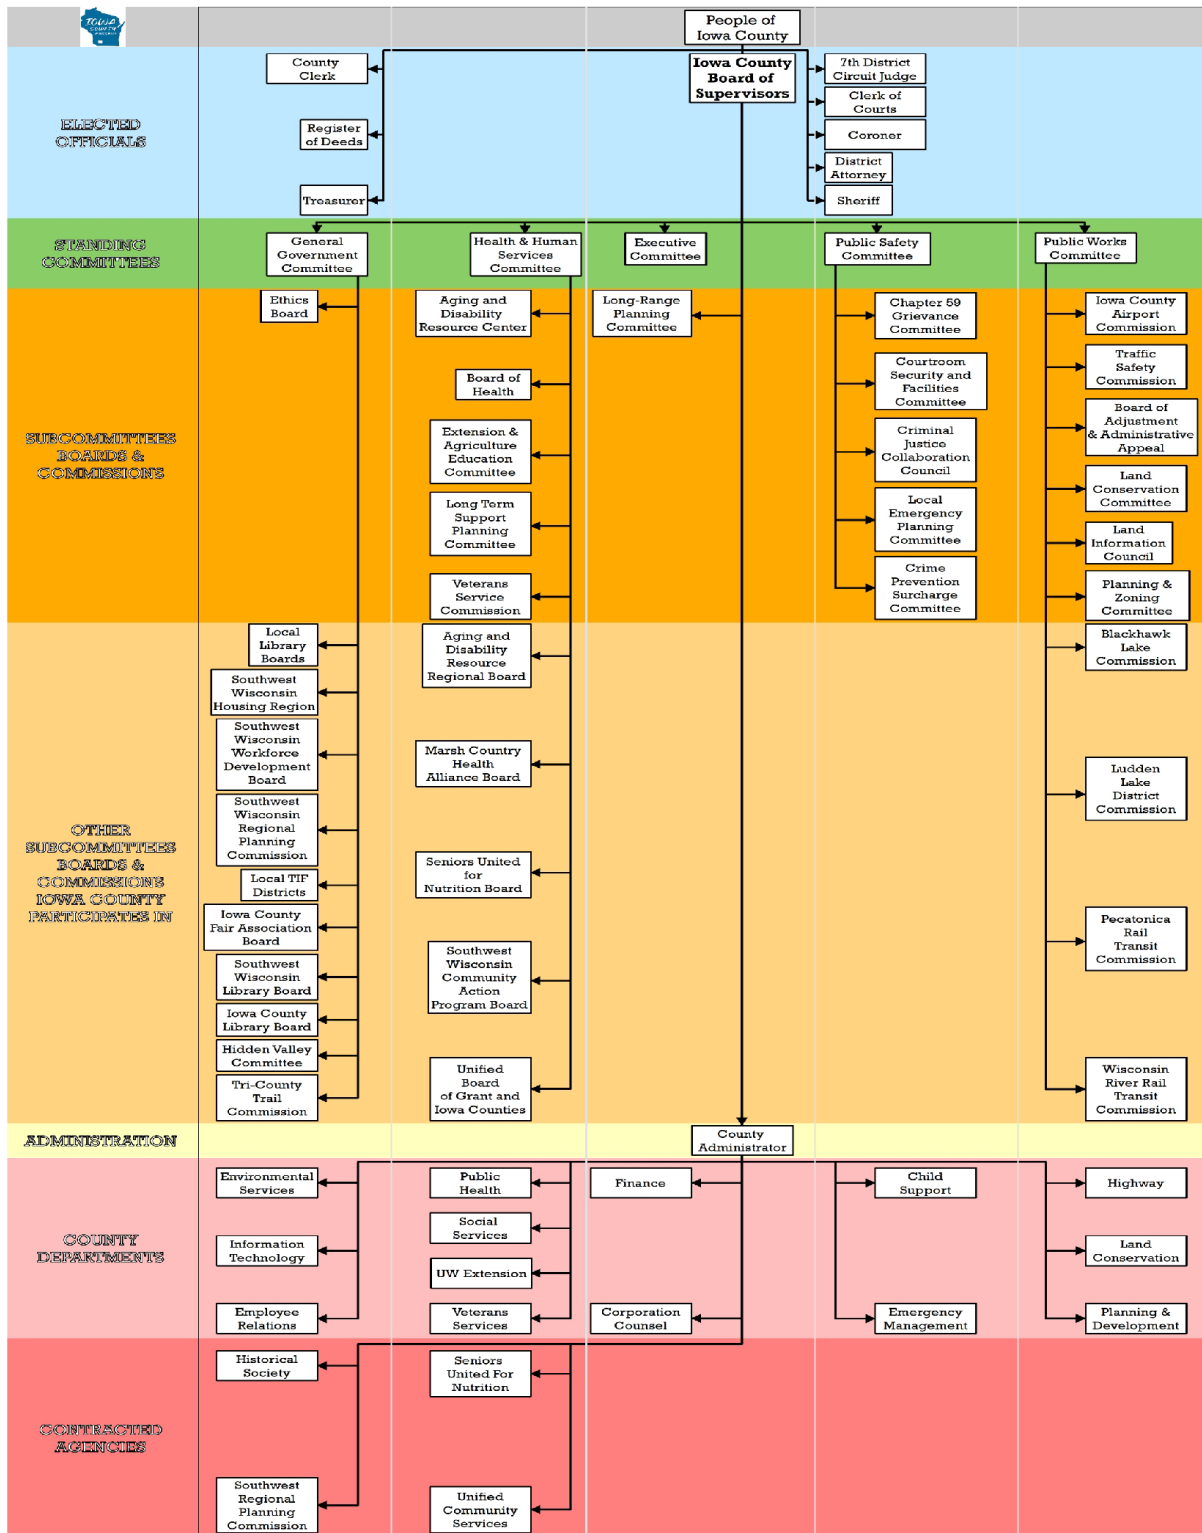 IOWA
COUNTY
People of
Iowa County
ELECTED
OFFICIALS
County
Clerk
Register
of Deeds
Treasurer
Iowa County
Board of
Supervisors
7th District
Circuit Judge
Clerk of
Courts
Coroner
District
Attorney
Sheriff
STANDING
COMMITTEES
General
Government
Committee
Health & Human
Services
Committee
Executive
Committee
Public Safety
Committee
Public Works
Committee
SUBCOMMITTEES
BOARDS &
COMMISSIONS
Ethics
Board
Aging and
Disability
Resource Center
Board of
Health
Extension &
Agriculture
Education
Committee
Long Term
Support
Planning
Committee
Veterans
Service
Commission
Long-Range
Planning
Committee
Chapter 59
Grievance
Committee
Courtroom
Security and
Facilities
Committee
Criminal
Justice
Collaboration
Council
Local
Emergency
Planning
Committee
Crime
Prevention
Surcharge
Committee
Iowa County
Airport
Commission
Traffic
Safety
Commission
Board of
Adjustment
& Administrative
Appeal
Land
Conservation
Committee
Land
Information
Council
Planning &
Zoning
Committee
OTHER
SUBCOMMITTEES
BOARDS &
COMMISSIONS
IOWA COUNTY
PARTICIPATES IN
Local
Library
Boards
Southwest
Wisconsin
Housing Region
Southwest
Wisconsin
Workforce
Development
Board
Southwest
Wisconsin
Regional
Planning
Commission
Local TIF
Districts
Iowa County
Fair Association
Board
Southwest
Wisconsin
Library Board
Iowa County
Library Board
Hidden Valley
Committee
Tri-County
Trail
Commission
Aging and
Disability
Resource
Regional Board
Marsh Country
Health
Alliance Board
Seniors United
for
Nutrition Board
Southwest
Wisconsin
Community
Action
Program Board
Unified
Board
of Grant and
Iowa Counties
Blackhawk
Lake
Commission
Ludden
Lake
District
Commission
Pecatonica
Rail
Transit
Commission
Wisconsin
River Rail
Transit
Commission
ADMINISTRATION
County
Administrator
COUNTY
DEPARTMENTS
Environmental
Services
Information
Technology
Employee
Relations
Public
Health
Social
Services
UW Extension
Veterans
Services
Finance
Corporation
Counsel
Child
Support
Emergency
Management
Highway
Land
Conservation
Planning &
Development
CONTRACTED
AGENCIES
Historical
Society
Southwest
Regional
Planning
Commission
Seniors
United For
Nutrition
Unified
Community
Services